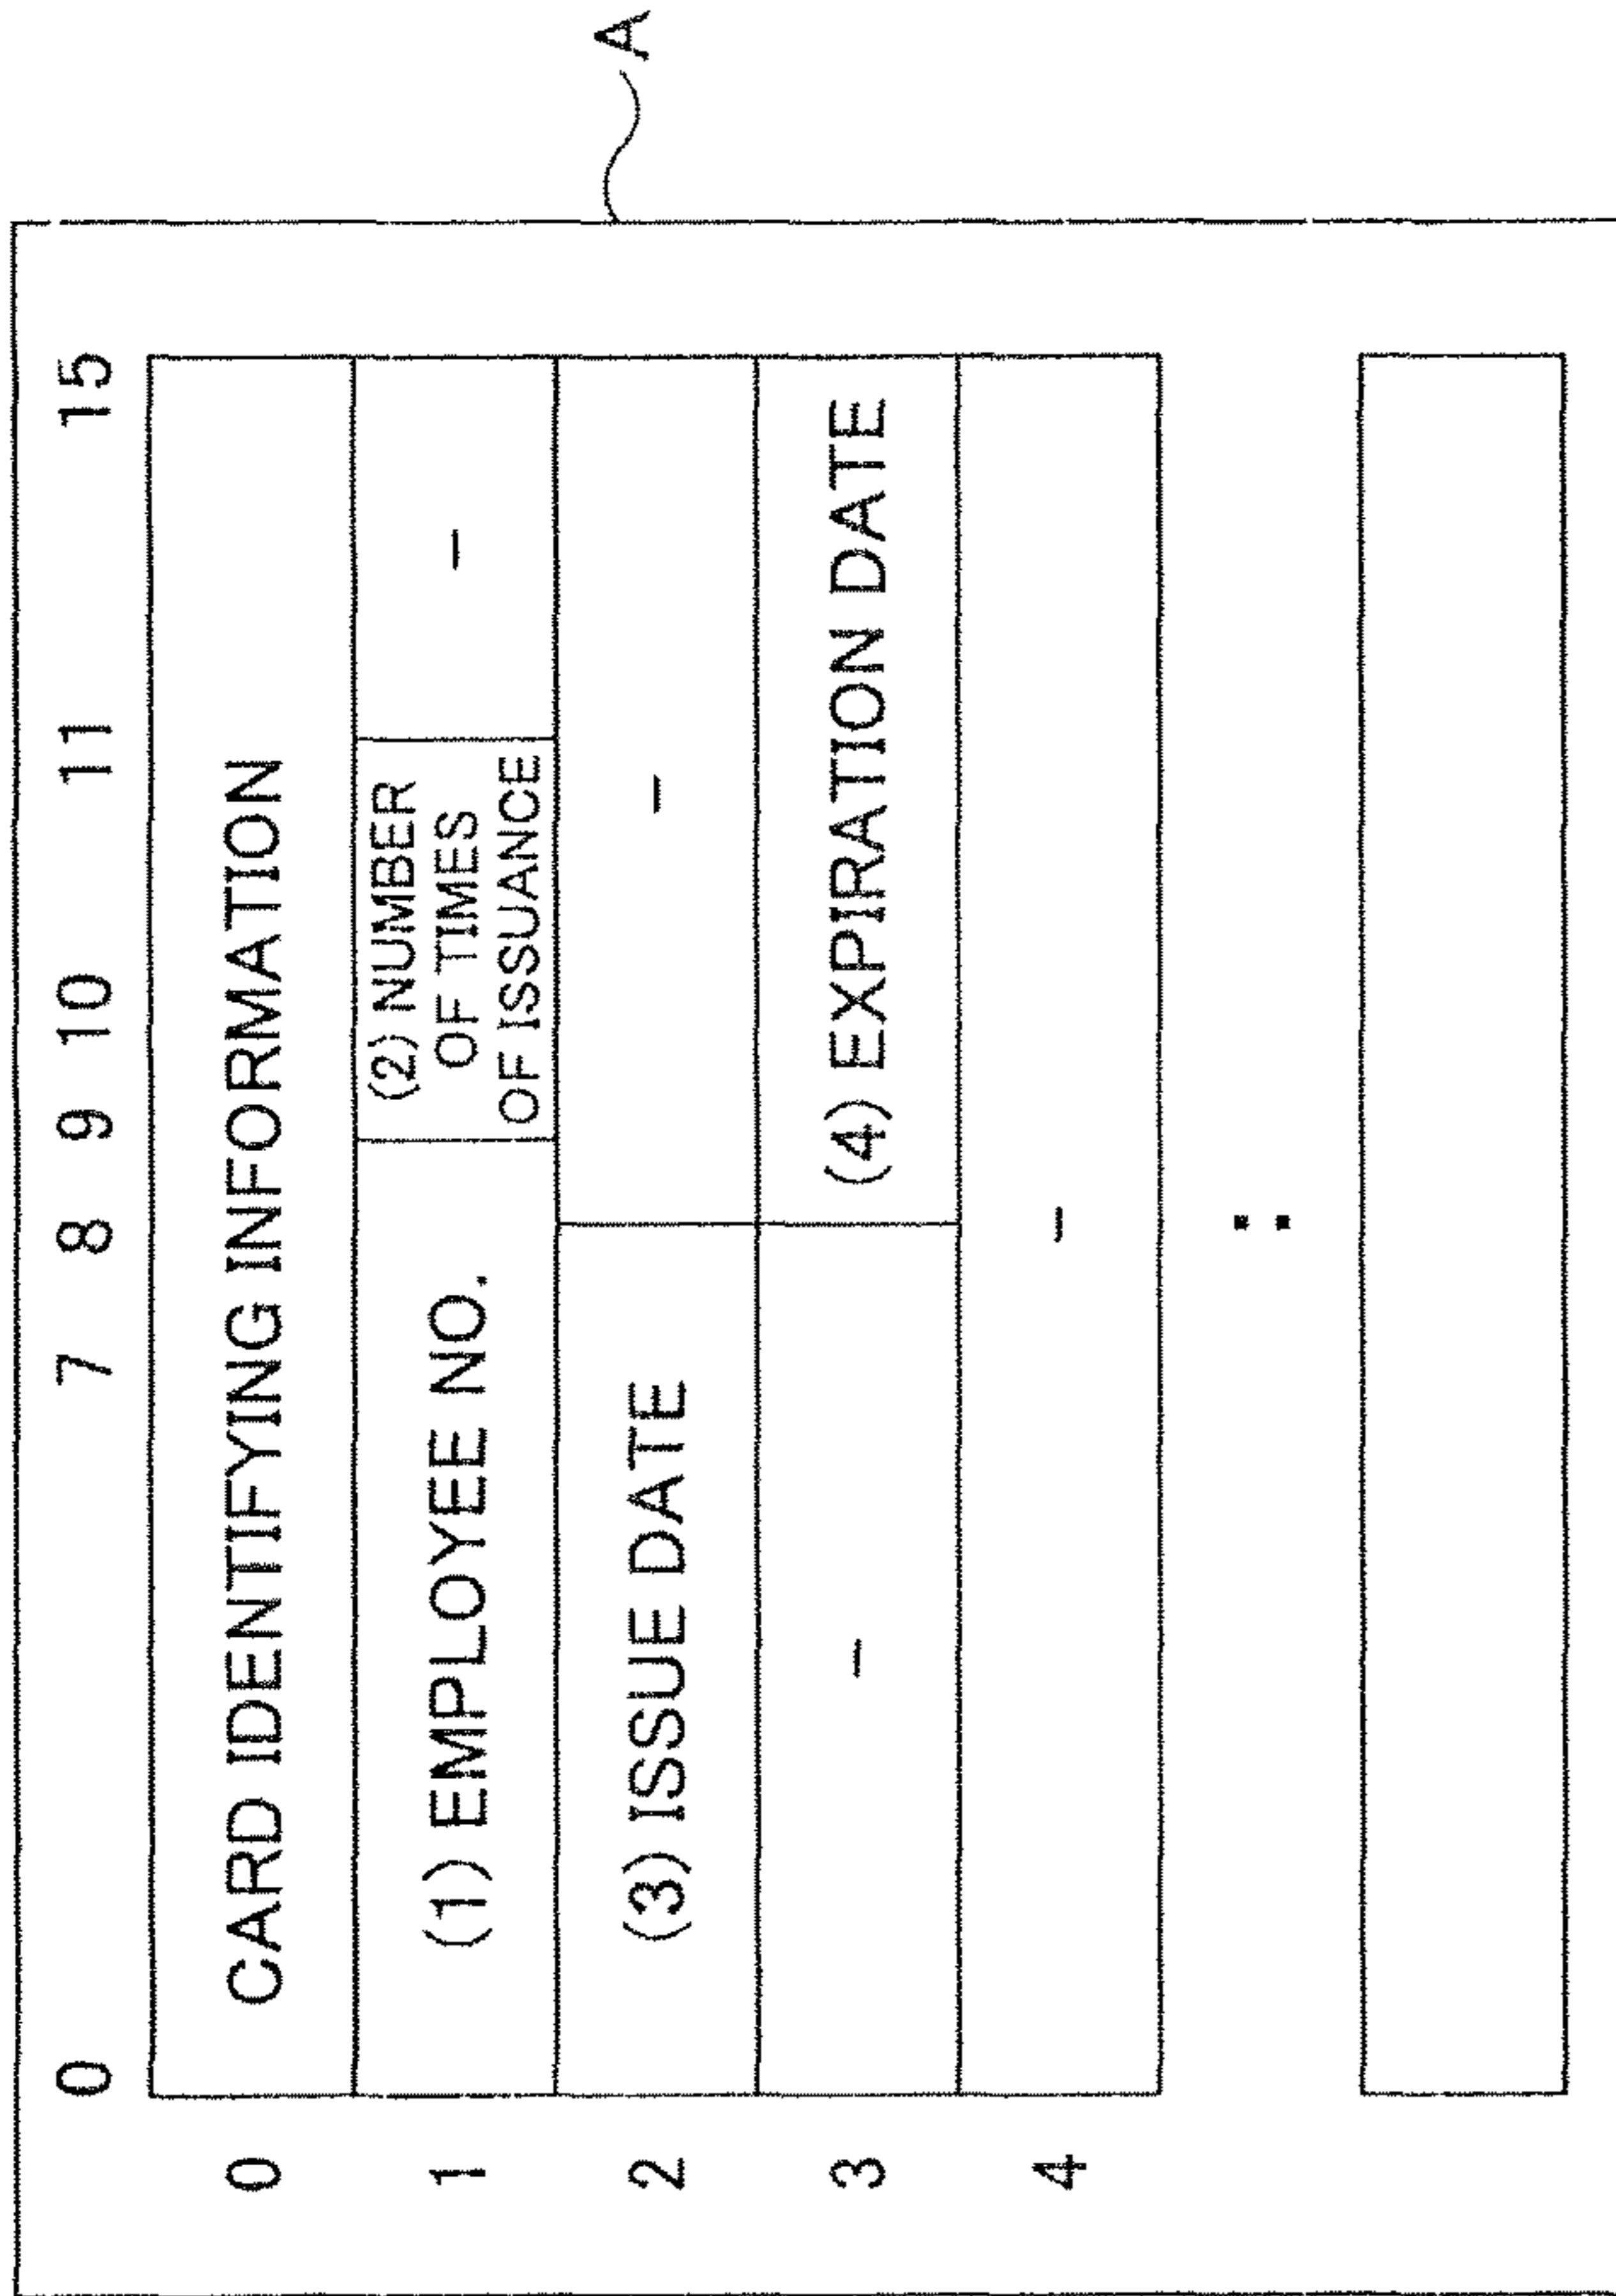 A
0 7 8 9 10 11 15
0 CARD IDENTIFYING INFORMATION
1 (1) EMPLOYEE NO. (2) NUMBER OF TIMES OF ISSUANCE -
2 (3) ISSUE DATE -
3 - (4) EXPIRATION DATE
4 -